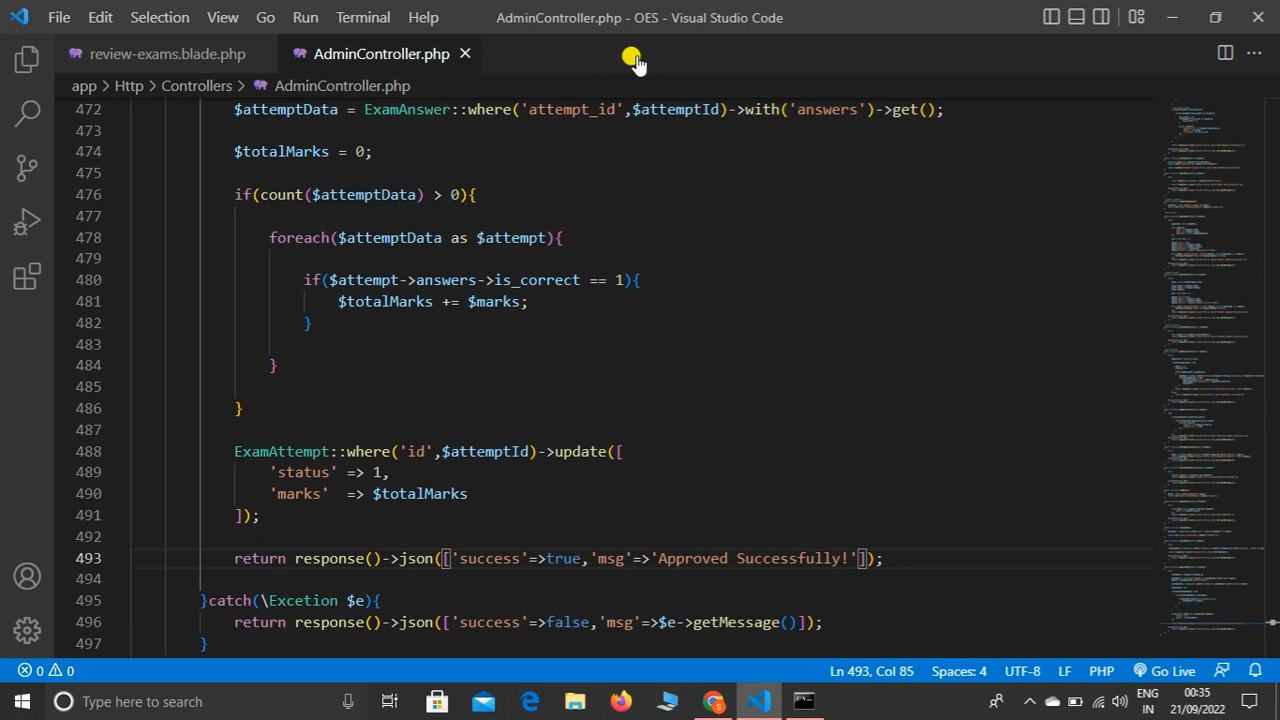 File Edit Selection View Go Run Terminal Help AdminController.php - OES - Visual Studio Code
review-exams.blade.php AdminController.php
app > Http > Controllers > AdminController.php
472 $attemptData = ExamAnswer::where('attempt_id',$attemptId)->with('answers')->get();
473
474 $totalMarks = 0;
475
476 if(count($attemptData) > 0){
477
478 foreach($attemptData as $attempt){
479
480 if($attempt->answers->is_correct == 1){
481 $totalMarks += $marks;
482 }
483
484 }
485
486 }
487
488 ExamAttempt::where('id',$attemptId)->update([
489 'status' => 1,
490 'marks' => $totalMarks
491 ]);
492
493 return response()->json(['success'=>true,'msg'=>'Approved Successfully!']);
494
495 }catch(\Excation $e){
496 return response()->json(['success'=>false,'msg'=>$e->getMessage()]);
497 }
0 0 Ln 493, Col 85 Spaces: 4 UTF-8 LF PHP Go Live
Type here to search ENG IN 00:35 21/09/2022